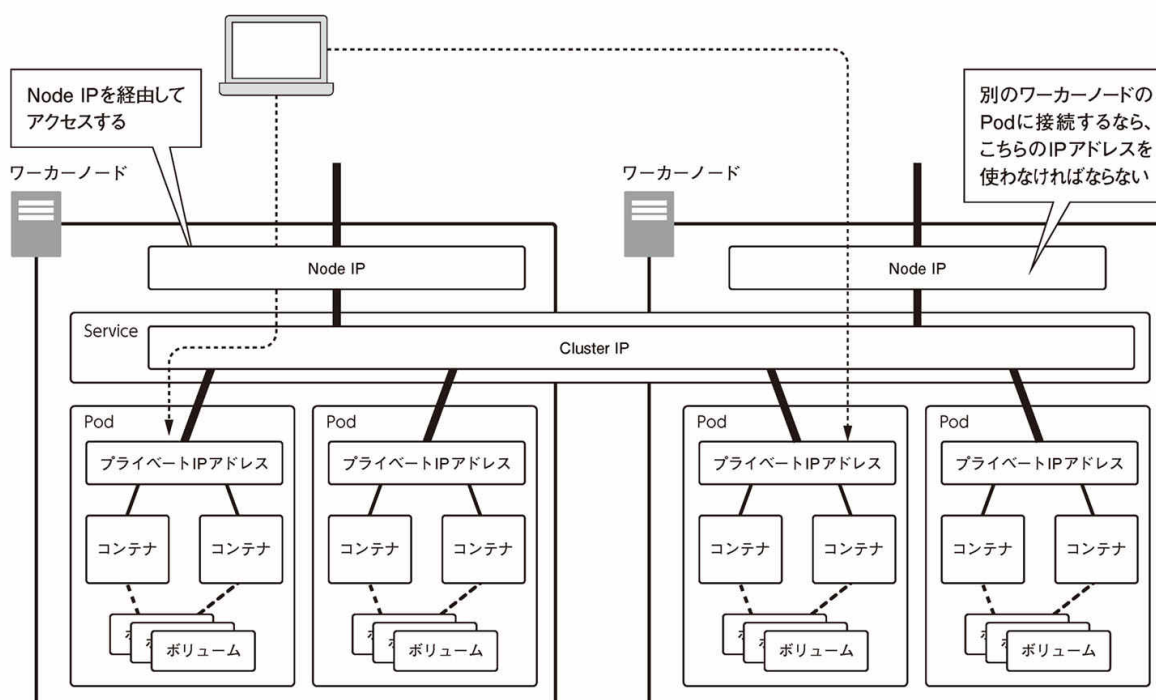 Node IPを経由して
アクセスする
別のワーカーノードの
Podに接続するなら、
こちらのIPアドレスを
使わなければならない
ワーカーノード
ワーカーノード
Node IP
Node IP
Service
Cluster IP
Pod
Pod
Pod
Pod
プライベートIPアドレス
プライベートIPアドレス
プライベートIPアドレス
プライベートIPアドレス
コンテナ
コンテナ
コンテナ
コンテナ
コンテナ
コンテナ
コンテナ
コンテナ
ボリューム
ボリューム
ボリューム
ボリューム